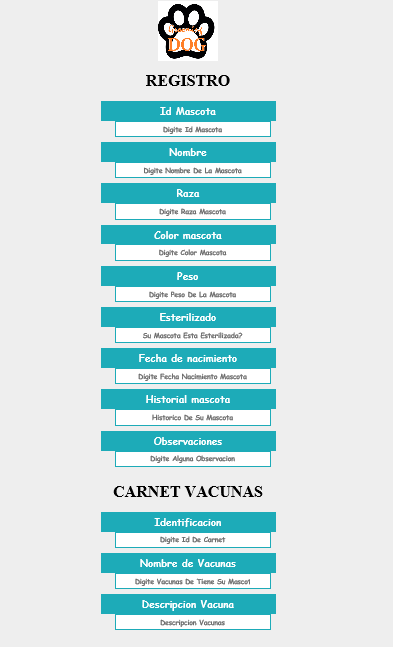 DOG
REGISTRO
Id Mascota
Digite Id Mascota
Nombre
Digite Nombre De La Mascota
Raza
Digite Raza Mascota
Color mascota
Digite Color Mascota
Peso
Digite Peso De La Mascota
Esterilizado
Su Mascota Esta Esterilizada?
Fecha de nacimiento
Digite Fecha Nacimiento Mascota
Historial mascota
Historico De Su Mascota
Observaciones
Digite Alguna Observacion
CARNET VACUNAS
Identificacion
Digite Id De Carnet
Nombre de Vacunas
Digite Vacunas De Tiene Su Mascot
Descripcion Vacuna
Descripcion Vacunas